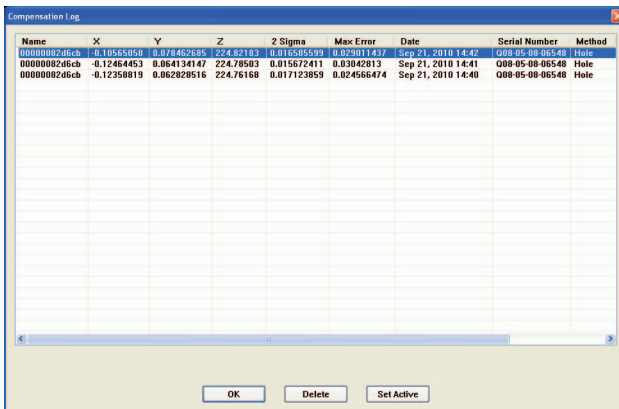 Compensation Log
Name X Y Z 2 Sigma Max Error Date Serial Number Method
00000082d6cb -0.10565058 0.078462685 224.82183 0.016585599 0.029011437 Sep 21, 2010 14:42 Q08-05-08-06548 Hole
00000082d6cb -0.12464453 0.064134147 224.78503 0.015672411 0.03042813 Sep 21, 2010 14:41 Q08-05-08-06548 Hole
00000082d6cb -0.12358819 0.062828516 224.76168 0.017123859 0.024566474 Sep 21, 2010 14:40 Q08-05-08-06548 Hole
OK Delete Set Active